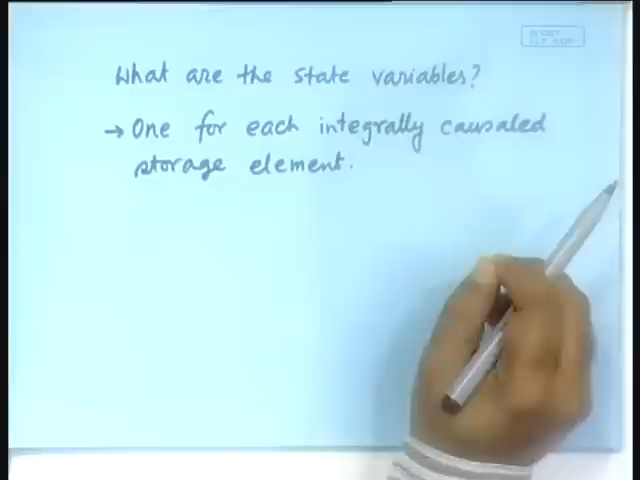 What are the state variables?
→ One for each integrally causaled
storage element.